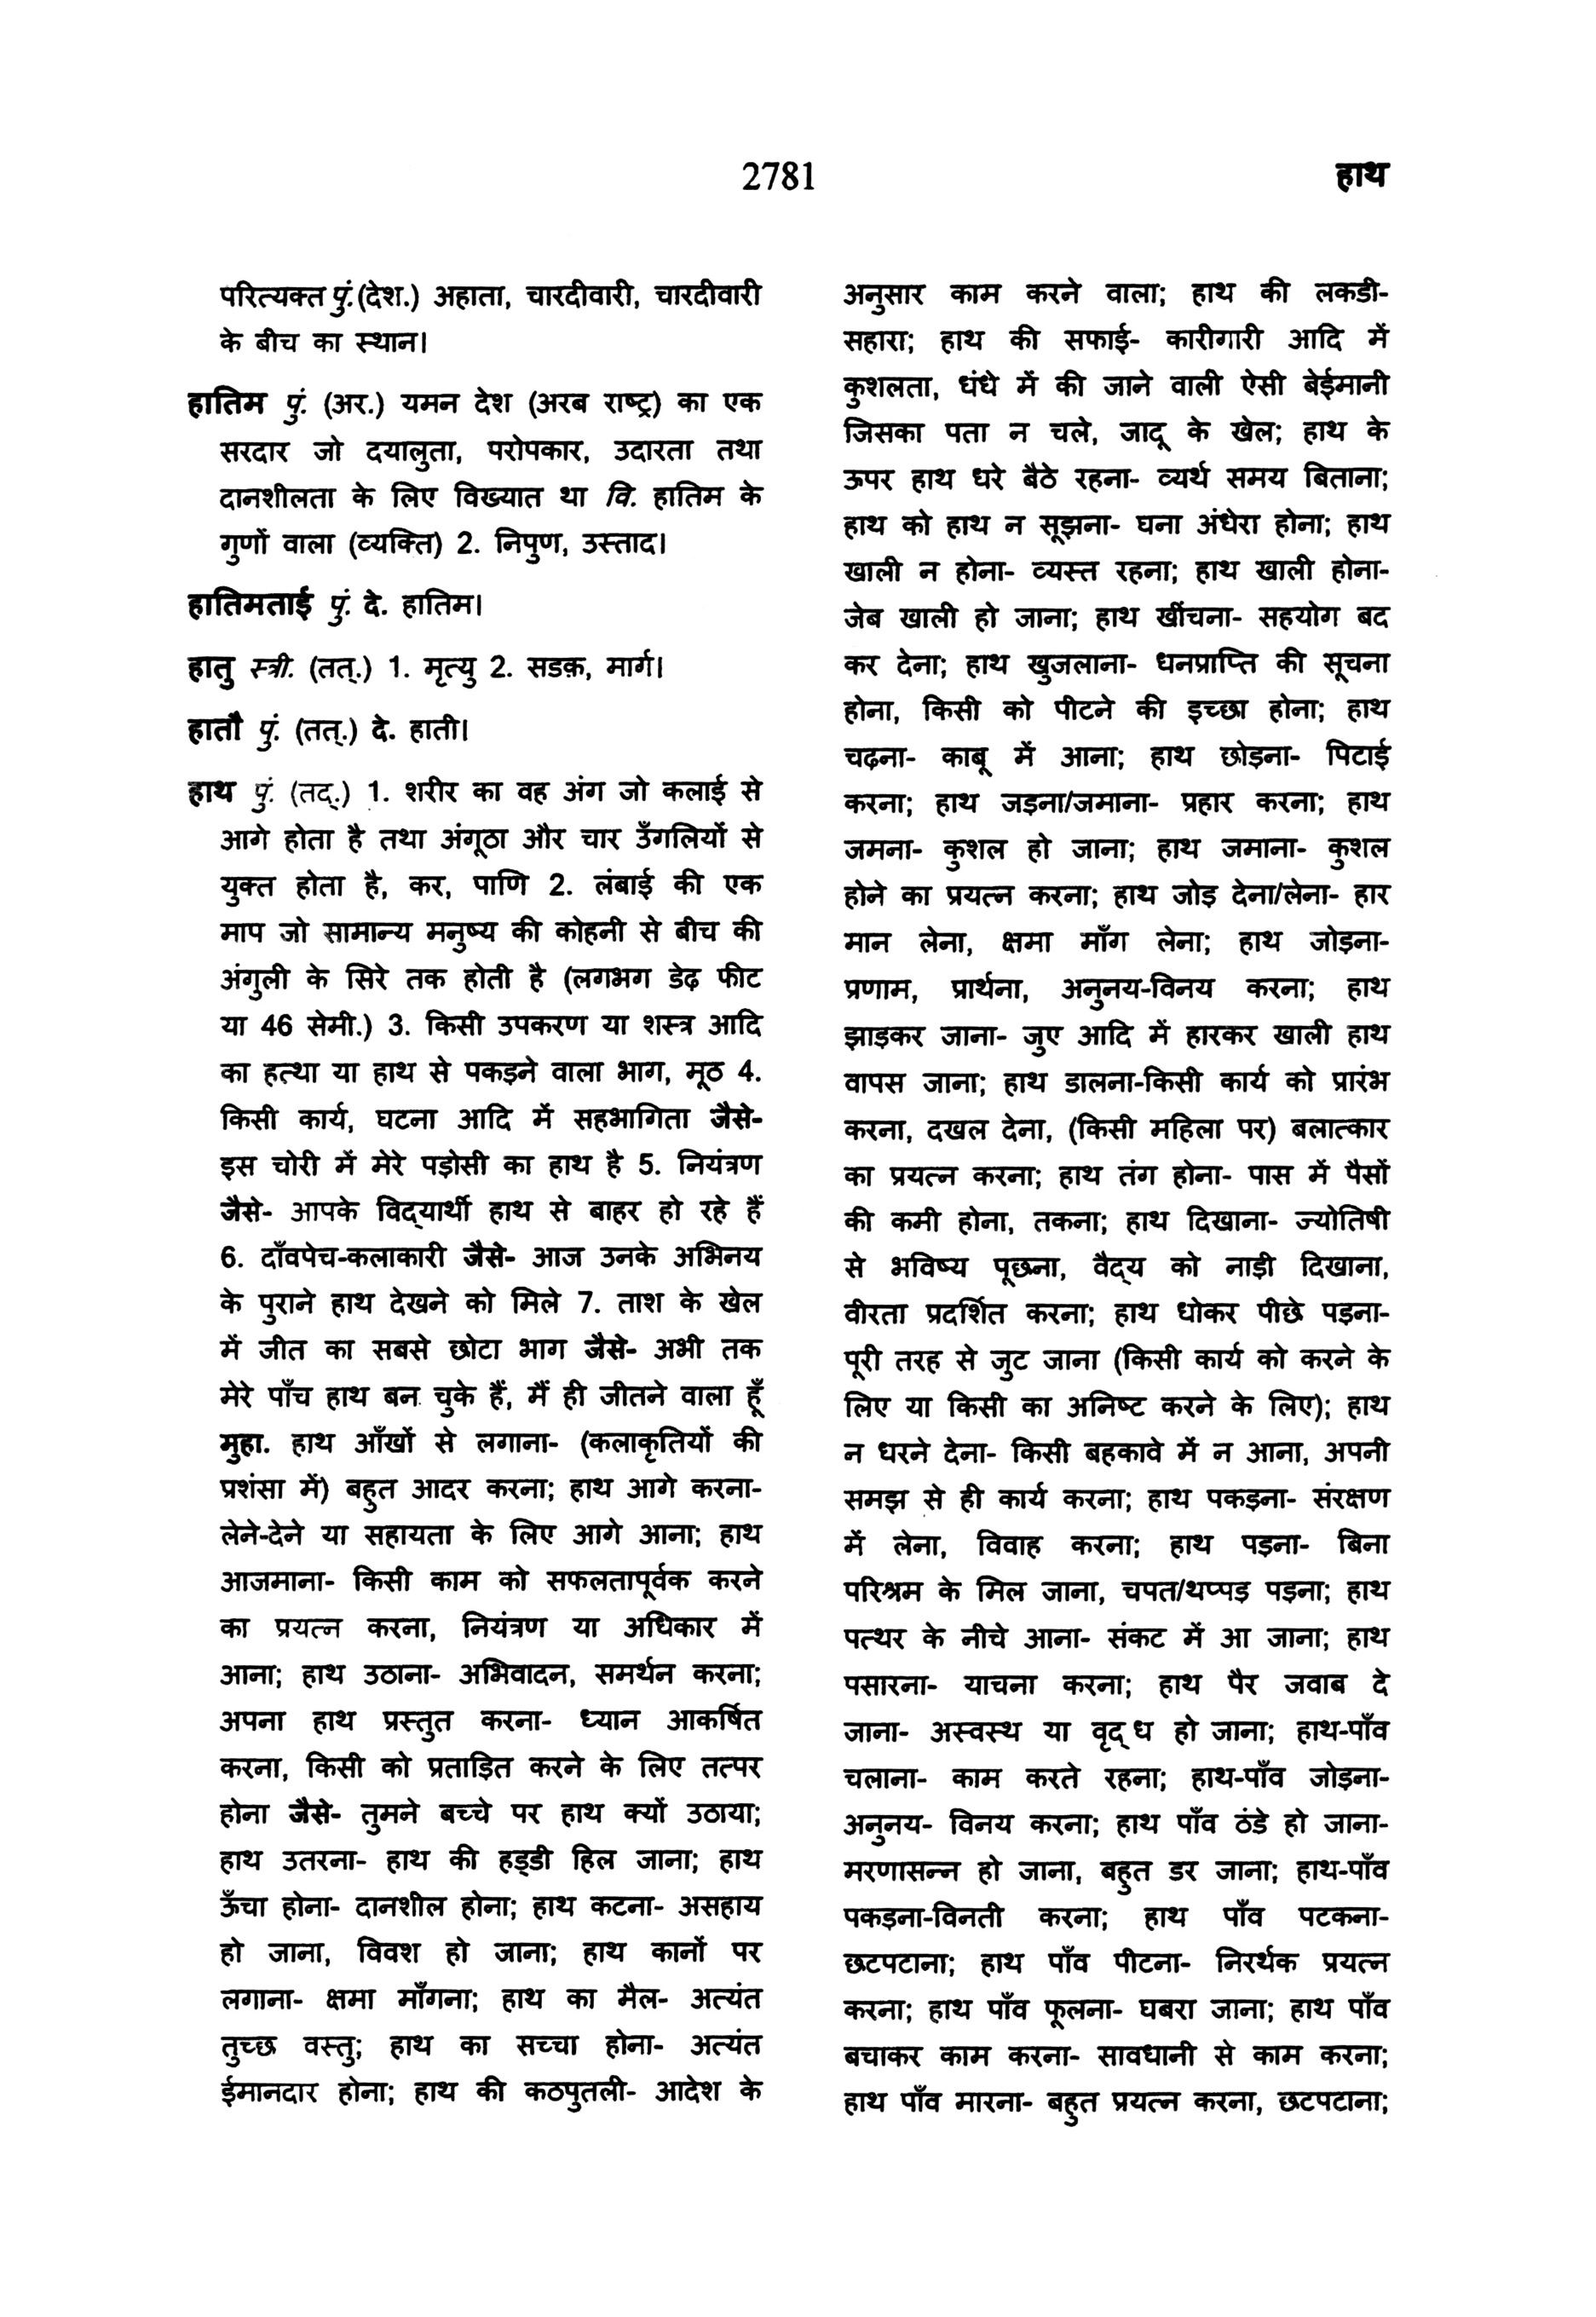 2781
हाथ
परित्यक्त पुं.(देश.) अहाता, चारदीवारी, चारदीवारी
के बीच का स्थान।
हातिम पुं. (अर.) यमन देश (अरब राष्ट्र) का एक
सरदार जो दयालुता, परोपकार, उदारता तथा
दानशीलता के लिए विख्यात था वि. हातिम के
गुणों वाला (व्यक्ति) 2. निपुण, उस्ताद।
हातिमताई पुं. दे. हातिम।
हातु स्त्री. (तत्.) 1. मृत्यु 2. सडक़, मार्ग।
हातौ पुं. (तत्.) दे. हाती।
हाथ पुं. (तद्.) 1. शरीर का वह अंग जो कलाई से
आगे होता है तथा अंगूठा और चार उँगलियों से
युक्त होता है, कर, पाणि 2. लंबाई की एक
माप जो सामान्य मनुष्य की कोहनी से बीच की
अंगुली के सिरे तक होती है (लगभग डेढ़ फीट
या 46 सेमी.) 3. किसी उपकरण या शस्त्र आदि
का हत्था या हाथ से पकड़ने वाला भाग, मूठ 4.
किसी कार्य, घटना आदि में सहभागिता जैसे-
इस चोरी में मेरे पड़ोसी का हाथ है 5. नियंत्रण
जैसे- आपके विद्‌यार्थी हाथ से बाहर हो रहे हैं
6. दाँवपेच-कलाकारी जैसे- आज उनके अभिनय
के पुराने हाथ देखने को मिले 7. ताश के खेल
में जीत का सबसे छोटा भाग जैसे- अभी तक
मेरे पाँच हाथ बन चुके हैं, मैं ही जीतने वाला हूँ
मुहा. हाथ आँखों से लगाना- (कलाकृतियों की
प्रशंसा में) बहुत आदर करना; हाथ आगे करना-
लेने-देने या सहायता के लिए आगे आना; हाथ
आजमाना- किसी काम को सफलतापूर्वक करने
का प्रयत्न करना, नियंत्रण या अधिकार में
आना; हाथ उठाना- अभिवादन, समर्थन करना;
अपना हाथ प्रस्तुत करना- ध्यान आकर्षित
करना, किसी को प्रताड़ित करने के लिए तत्पर
होना जैसे- तुमने बच्चे पर हाथ क्यों उठाया;
हाथ उतरना- हाथ की हड्‌डी हिल जाना; हाथ
ऊँचा होना- दानशील होना; हाथ कटना- असहाय
हो जाना, विवश हो जाना; हाथ कानों पर
लगाना- क्षमा माँगना; हाथ का मैल- अत्यंत
तुच्छ वस्तु; हाथ का सच्चा होना- अत्यंत
ईमानदार होना; हाथ की कठपुतली- आदेश के
अनुसार काम करने वाला; हाथ की लकडी-
सहारा; हाथ की सफाई- कारीगारी आदि में
कुशलता, धंधे में की जाने वाली ऐसी बेईमानी
जिसका पता न चले, जादू के खेल; हाथ के
ऊपर हाथ धरे बैठे रहना- व्यर्थ समय बिताना;
हाथ को हाथ न सूझना- घना अंधेरा होना; हाथ
खाली न होना- व्यस्त रहना; हाथ खाली होना-
जेब खाली हो जाना; हाथ खींचना- सहयोग बद
कर देना; हाथ खुजलाना- धनप्राप्ति की सूचना
होना, किसी को पीटने की इच्छा होना; हाथ
चढ़ना- काबू में आना; हाथ छोड़ना- पिटाई
करना; हाथ जड़ना/जमाना- प्रहार करना; हाथ
जमना- कुशल हो जाना; हाथ जमाना- कुशल
होने का प्रयत्न करना; हाथ जोड़ देना/लेना- हार
मान लेना, क्षमा माँग लेना; हाथ जोड़ना-
प्रणाम, प्रार्थना, अनुनय-विनय करना; हाथ
झाड़कर जाना- जुए आदि में हारकर खाली हाथ
वापस जाना; हाथ डालना-किसी कार्य को प्रारंभ
करना, दखल देना, (किसी महिला पर) बलात्कार
का प्रयत्न करना; हाथ तंग होना- पास में पैसों
की कमी होना, तकना; हाथ दिखाना- ज्योतिषी
से भविष्य पूछना, वैद्‌य को नाड़ी दिखाना,
वीरता प्रदर्शित करना; हाथ धोकर पीछे पड़ना-
पूरी तरह से जुट जाना (किसी कार्य को करने के
लिए या किसी का अनिष्ट करने के लिए); हाथ
न धरने देना- किसी बहकावे में न आना, अपनी
समझ से ही कार्य करना; हाथ पकड़ना- संरक्षण
में लेना, विवाह करना; हाथ पड़ना- बिना
परिश्रम के मिल जाना, चपत/थप्पड़ पड़ना; हाथ
पत्थर के नीचे आना- संकट में आ जाना; हाथ
पसारना- याचना करना; हाथ पैर जवाब दे
जाना- अस्वस्थ या वृद्‌ध हो जाना; हाथ-पाँव
चलाना- काम करते रहना; हाथ-पाँव जोड़ना-
अनुनय- विनय करना; हाथ पाँव ठंडे हो जाना-
मरणासन्न हो जाना, बहुत डर जाना; हाथ-पाँव
पकड़ना-विनती करना; हाथ पाँव पटकना-
छटपटाना; हाथ पाँव पीटना- निरर्थक प्रयत्न
करना; हाथ पाँव फूलना- घबरा जाना; हाथ पाँव
बचाकर काम करना- सावधानी से काम करना;
हाथ पाँव मारना- बहुत प्रयत्न करना, छटपटाना;